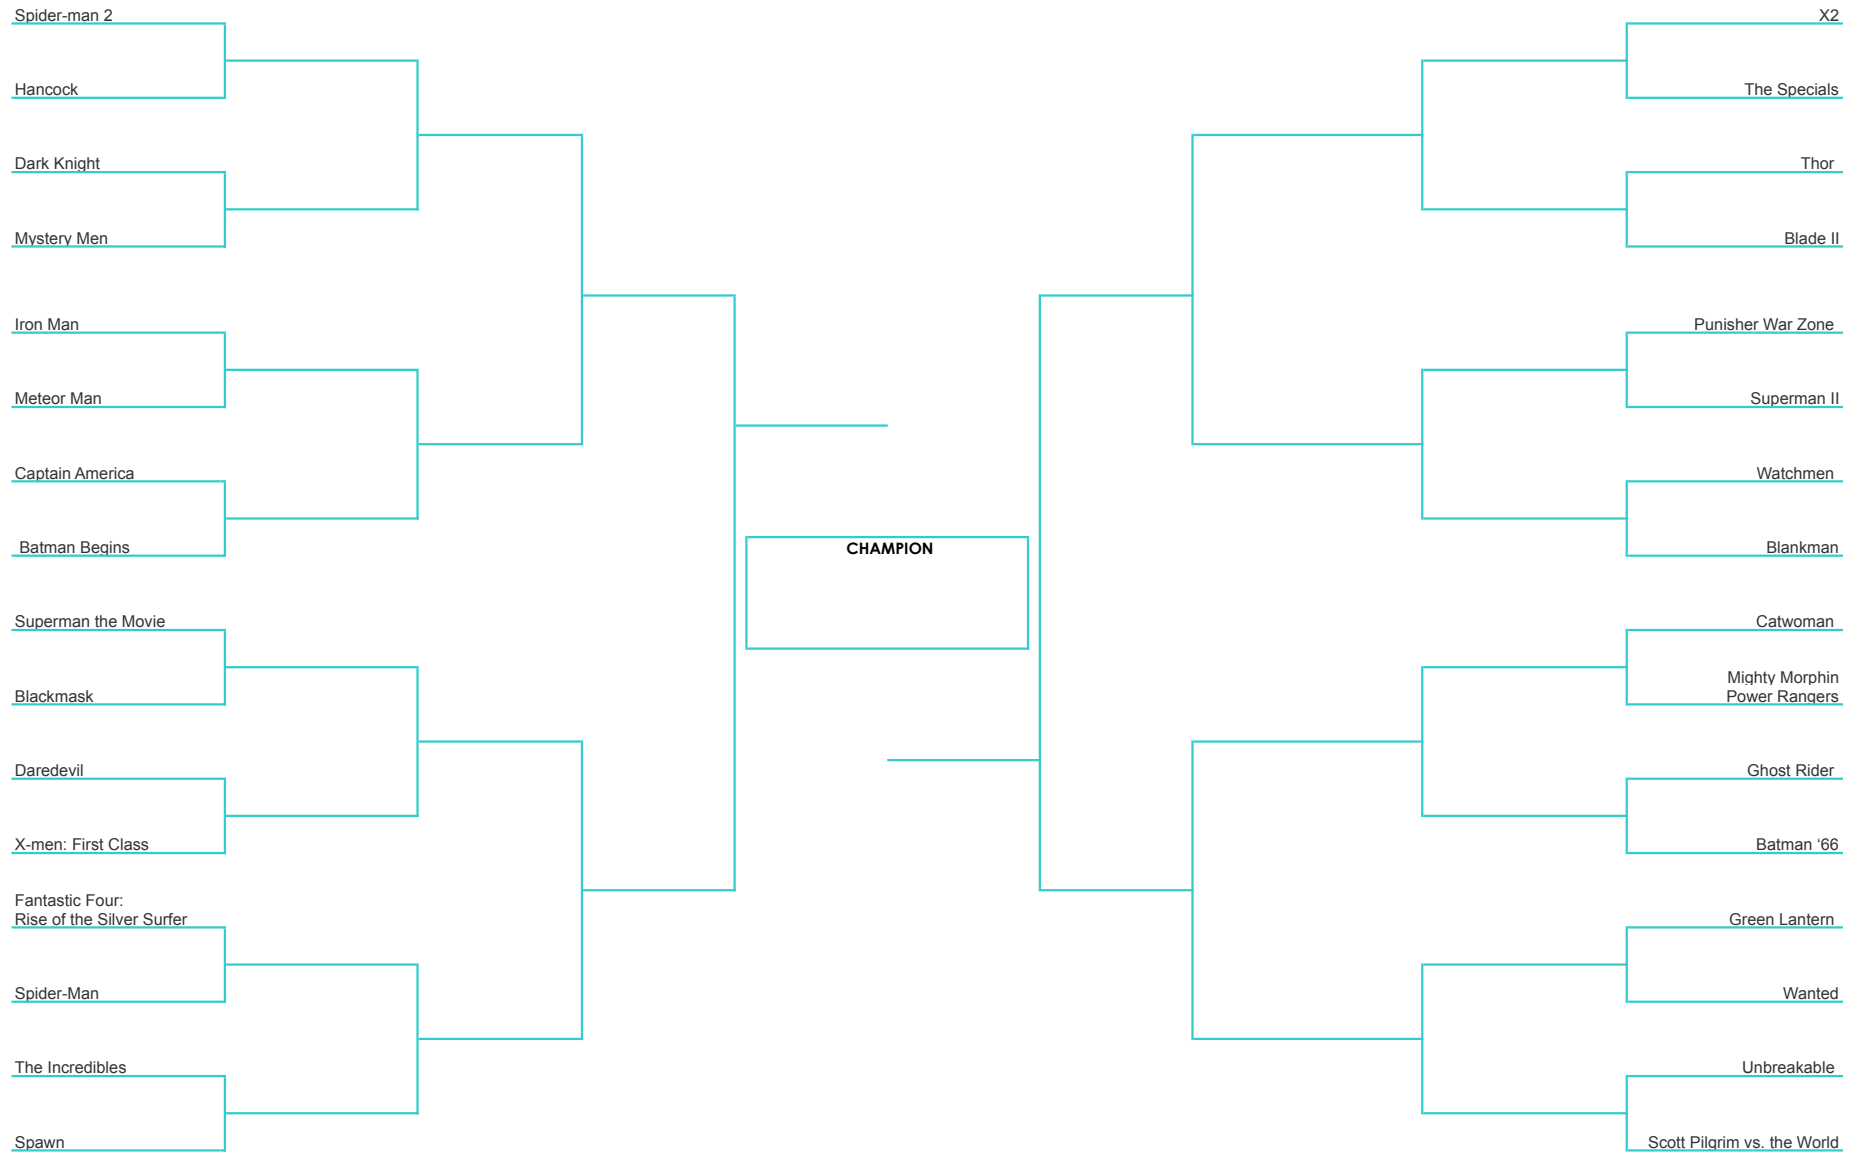 Spider-man 2
Hancock
Dark Knight
Mystery Men
Iron Man
Meteor Man
Captain America
Batman Begins
Superman the Movie
Blackmask
Daredevil
X-men: First Class
Fantastic Four:
Rise of the Silver Surfer
Spider-Man
The Incredibles
Spawn
CHAMPION
X2
The Specials
Thor
Blade II
Punisher War Zone
Superman II
Watchmen
Blankman
Catwoman
Mighty Morphin
Power Rangers
Ghost Rider
Batman ‘66
Green Lantern
Wanted
Unbreakable
Scott Pilgrim vs. the World